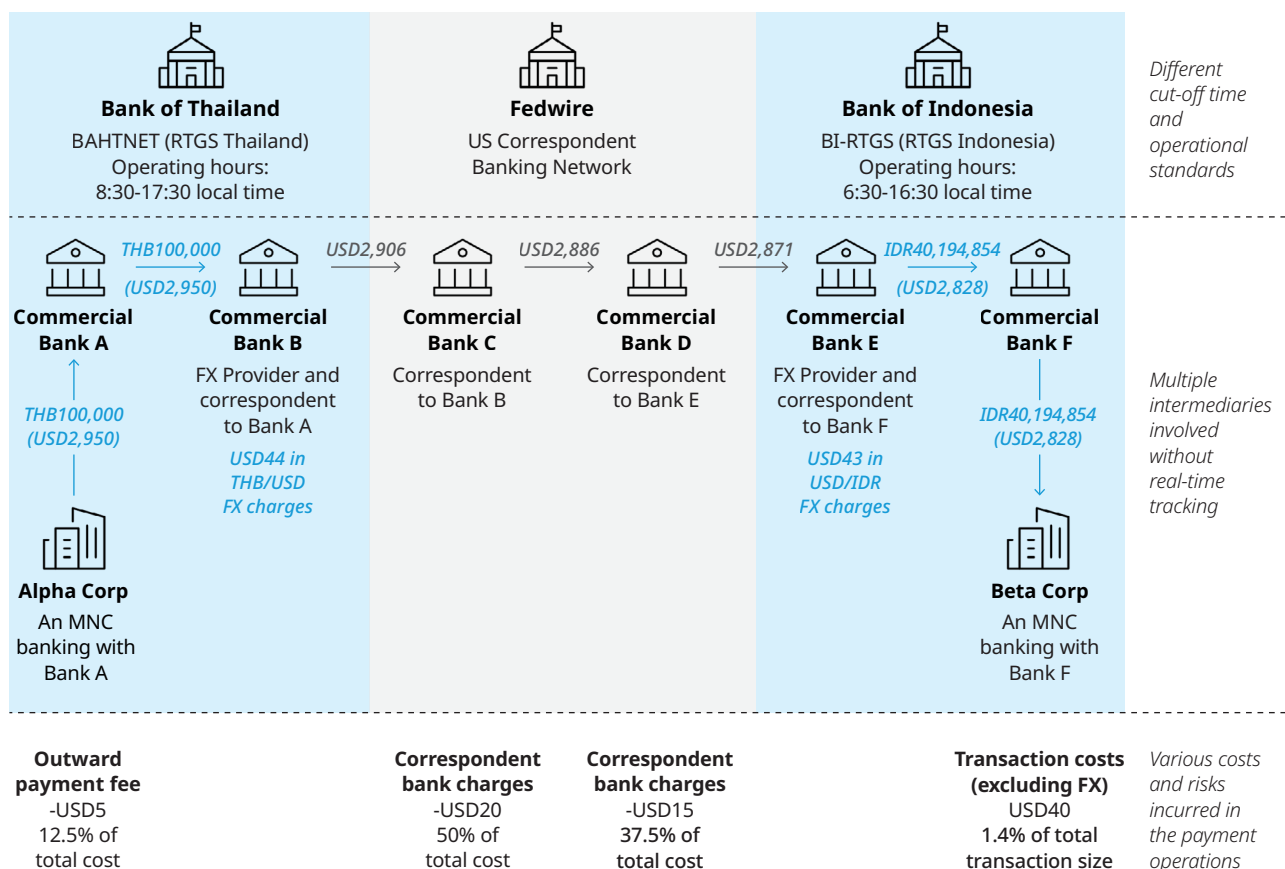 Bank of Thailand
BAHTNET (RTGS Thailand)
Operating hours:
8:30-17:30 local time
Fedwire
US Correspondent
Banking Network
Bank of Indonesia
BI-RTGS (RTGS Indonesia)
Operating hours:
6:30-16:30 local time
Different
cut-off time
and
operational
standards
THB100,000
(USD2,950)
USD2,906
USD2,886
USD2,871
IDR40,194,854
(USD2,828)
Commercial
Bank A
Commercial
Bank B
FX Provider and
correspondent
to Bank A
USD44 in
THB/USD
FX charges
Commercial
Bank C
Correspondent
to Bank B
Commercial
Bank D
Correspondent
to Bank E
Commercial
Bank E
FX Provider and
correspondent
to Bank F
USD43 in
USD/IDR
FX charges
Commercial
Bank F
THB100,000
(USD2,950)
IDR40,194,854
(USD2,828)
Multiple
intermediaries
involved
without
real-time
tracking
Alpha Corp
An MNC
banking with
Bank A
Beta Corp
An MNC
banking with
Bank F
Outward
payment fee
-USD5
12.5% of
total cost
Correspondent
bank charges
-USD20
50% of
total cost
Correspondent
bank charges
-USD15
37.5% of
total cost
Transaction costs
(excluding FX)
USD40
1.4% of total
transaction size
Various costs
and risks
incurred in
the payment
operations